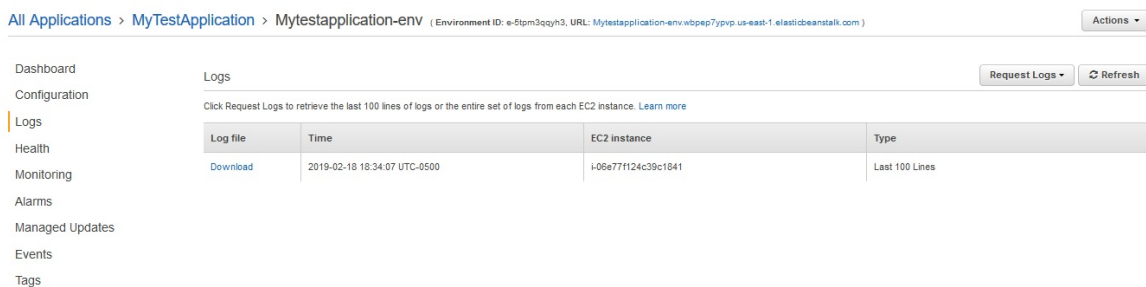 All Applications > MyTestApplication > Mytestapplication-env ( Environment ID: e-5tpm3qqyh3, URL: Mytestapplication-env.wbpep7ypvp.us-east-1.elasticbeanstalk.com )
Actions
Dashboard
Configuration
Logs
Health
Monitoring
Alarms
Managed Updates
Events
Tags
Logs
Request Logs
Refresh
Click Request Logs to retrieve the last 100 lines of logs or the entire set of logs from each EC2 instance. Learn more
Log file Time EC2 instance Type
Download 2019-02-18 18:34:07 UTC-0500 i-06e77f124c39c1841 Last 100 Lines